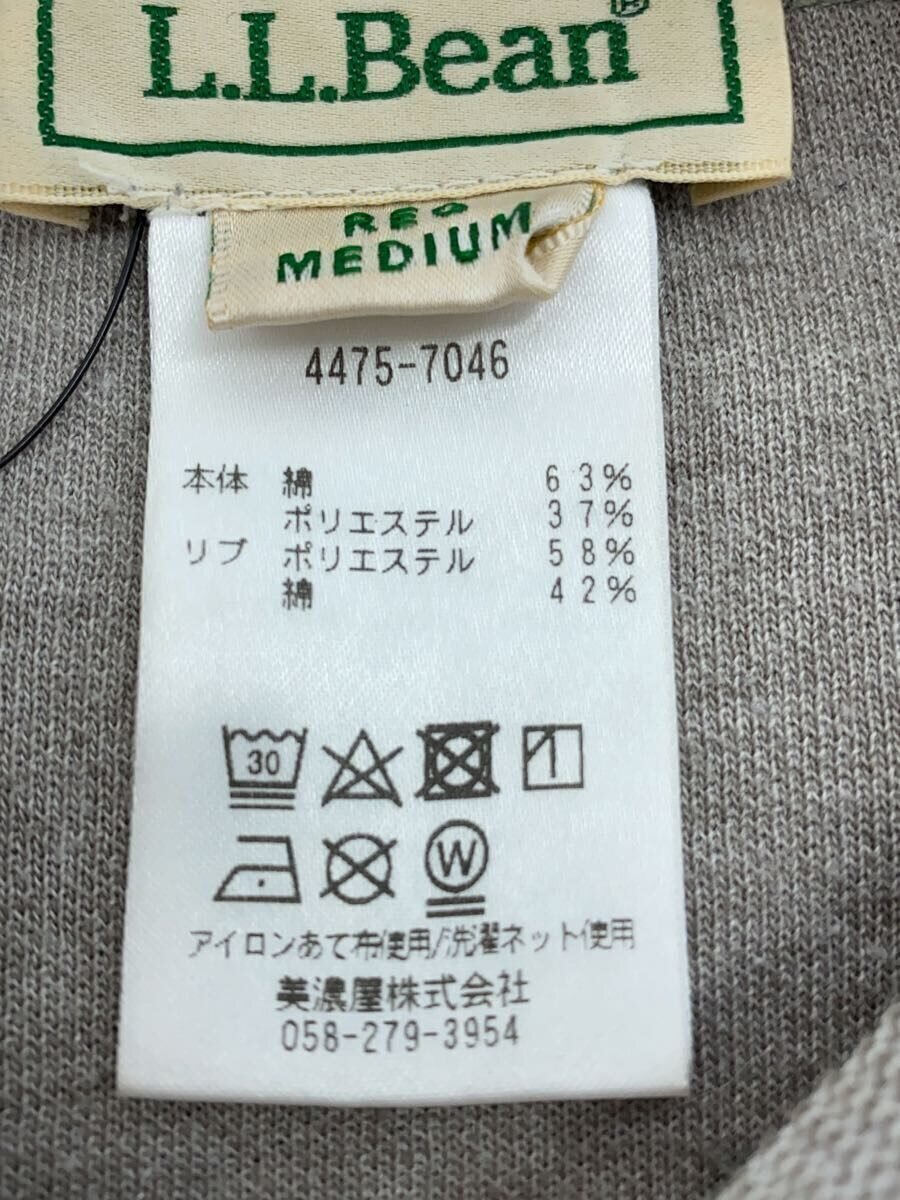 L.L.Bean®
REG
MEDIUM
4475-7046
本体 綿 63%
ポリエステル 37%
リブ ポリエステル 58%
綿 42%
30
W
アイロンあて布使用/洗濯ネット使用
美濃屋株式会社
058-279-3954